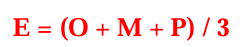 E = (O + M + P) / 3